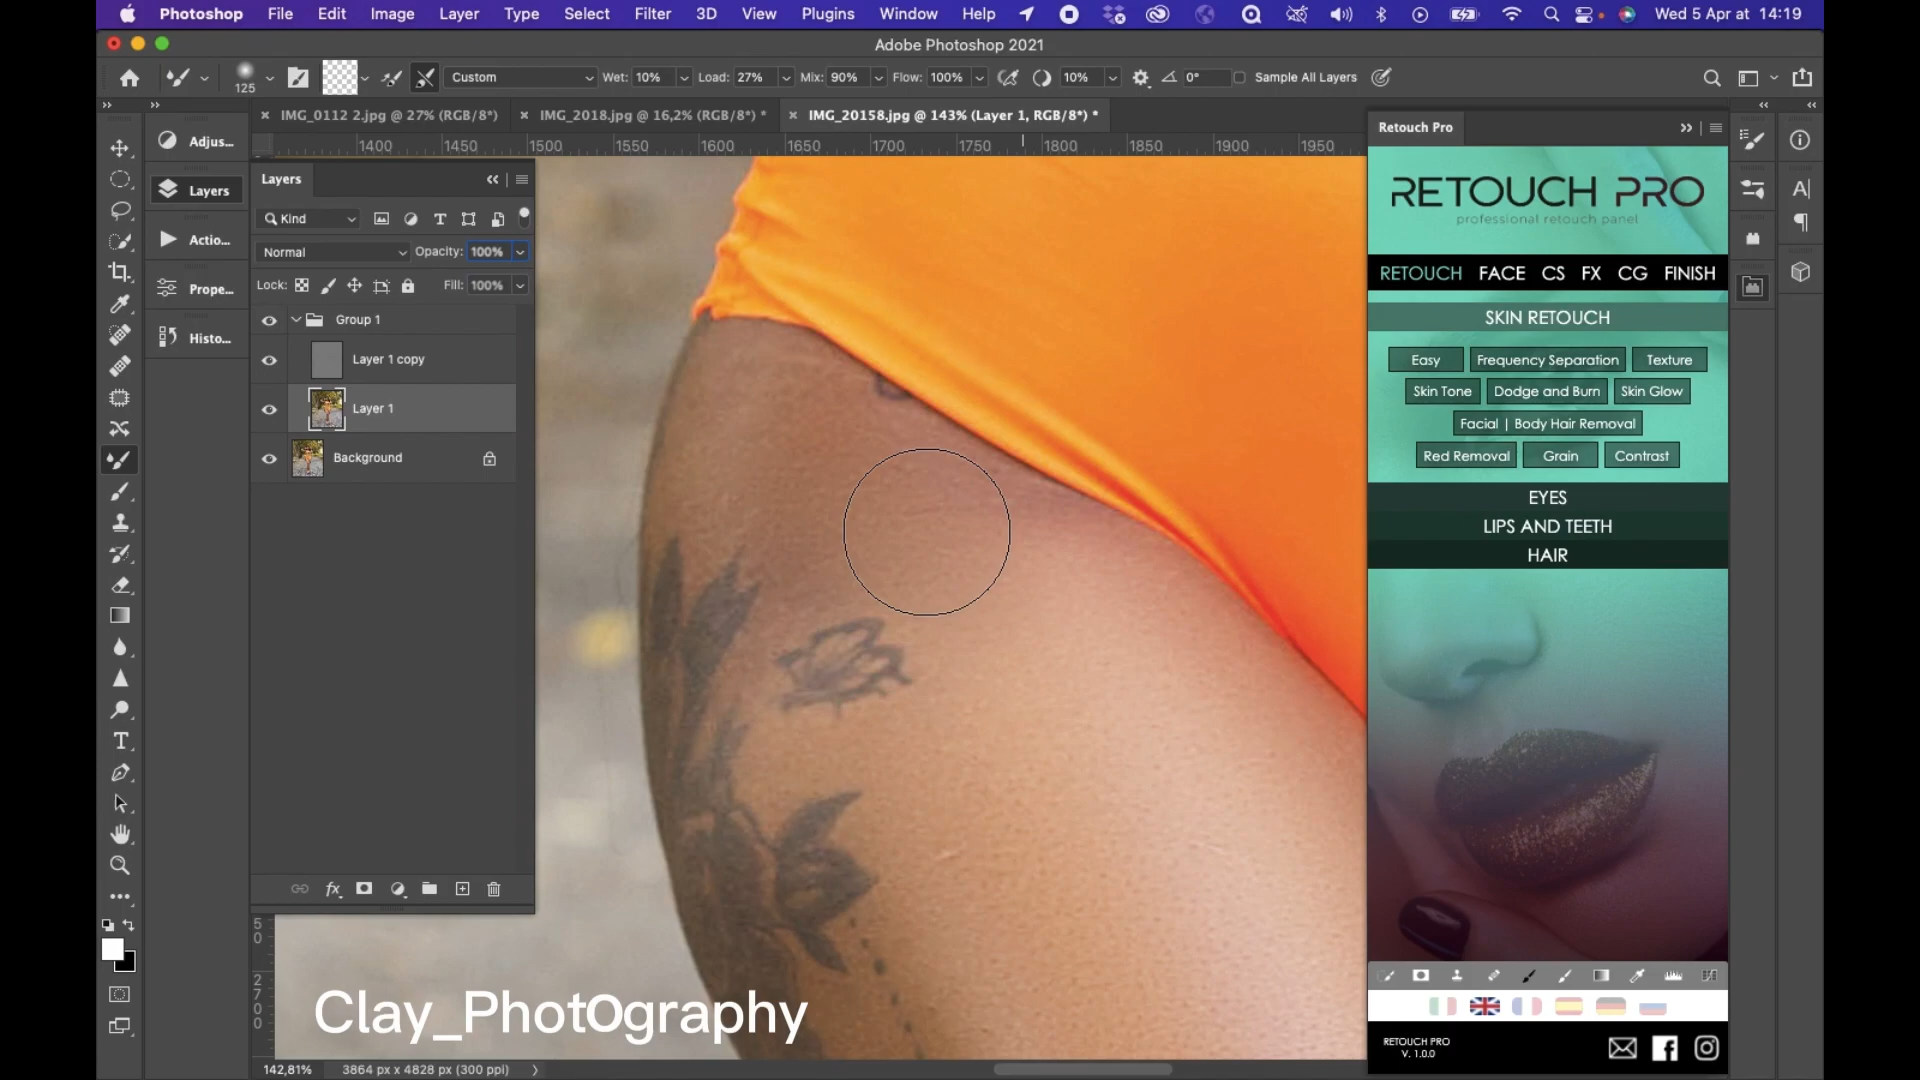 Photoshop File Edit Image Layer Type Select Filter 3D View Plugins Window Help Wed 5 Apr at 14:19
Adobe Photoshop 2021
125 Custom Wet: 10% Load: 27% Mix: 90% Flow: 100% 10% 0° Sample All Layers
IMG_0112 2.jpg @ 27% (RGB/8*) IMG_2018.jpg @ 16,2% (RGB/8*) * IMG_20158.jpg @ 143% (Layer 1, RGB/8*) *
1400 1450 1500 1550 1600 1650 1700 1750 1800 1850 1900 1950
Adjus...
Layers
Actio...
Prope...
Histo...
Layers
Kind
Normal Opacity: 100%
Lock: Fill: 100%
Group 1
Layer 1 copy
Layer 1
Background
fx
5
0
2
7
0
0
Clay_PhotOgraphy
142,81% 3864 px x 4828 px (300 ppi)
Retouch Pro
RETOUCH PRO
professional retouch panel
RETOUCH FACE CS FX CG FINISH
SKIN RETOUCH
Easy Frequency Separation Texture
Skin Tone Dodge and Burn Skin Glow
Facial | Body Hair Removal
Red Removal Grain Contrast
EYES
LIPS AND TEETH
HAIR
RETOUCH PRO
V. 1.0.0